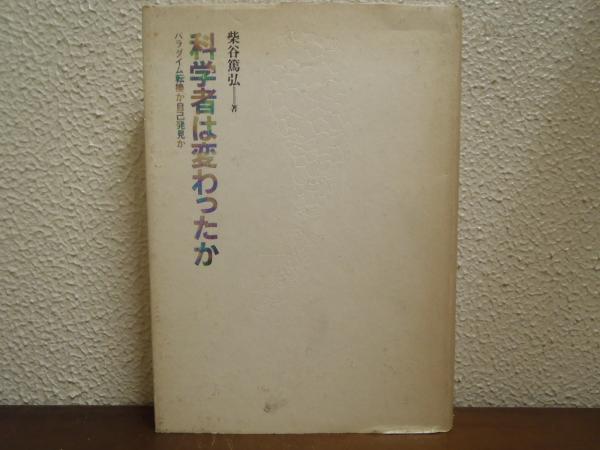 柴谷篤弘──著
科学者は変わったか
パラダイム転換か自己発見か